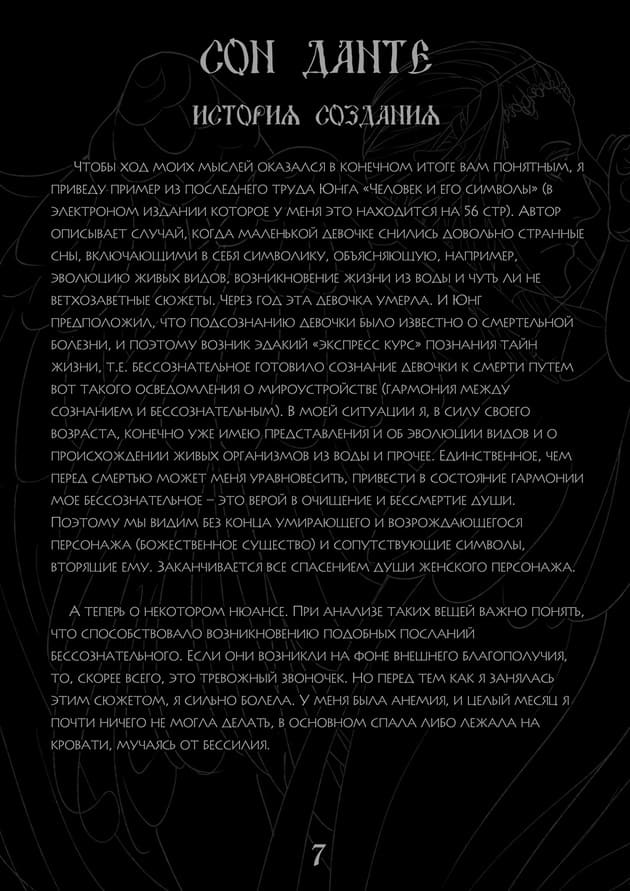 СОН ДАНТЕ
ИСТОРИЯ СОЗДАНИЯ
Чтобы ход моих мыслей оказался в конечном итоге вам понятным, я
приведу пример из последнего труда Юнга «Человек и его символы» (в
электроном издании которое у меня это находится на 56 стр). Автор
описывает случай, когда маленькой девочке снились довольно странные
сны, включающими в себя символику, объясняющую, например,
эволюцию живых видов, возникновение жизни из воды и чуть ли не
ветхозаветные сюжеты. Через год эта девочка умерла. И Юнг
предположил, что подсознанию девочки было известно о смертельной
болезни, и поэтому возник эдакий «экспресс курс» познания тайн
жизни, т.е. бессознательное готовило сознание девочки к смерти путем
вот такого осведомления о мироустройстве (гармония между
сознанием и бессознательным). В моей ситуации я, в силу своего
возраста, конечно уже имею представления и об эволюции видов и о
происхождении живых организмов из воды и прочее. Единственное, чем
перед смертью может меня уравновесить, привести в состояние гармонии
мое бессознательное – это верой в очищение и бессмертие души.
Поэтому мы видим без конца умирающего и возрождающегося
персонажа (божественное существо) и сопутствующие символы,
вторящие ему. Заканчивается все спасением души женского персонажа.
А теперь о некотором нюансе. При анализе таких вещей важно понять,
что способствовало возникновению подобных посланий
бессознательного. Если они возникли на фоне внешнего благополучия,
то, скорее всего, это тревожный звоночек. Но перед тем как я занялась
этим сюжетом, я сильно болела. У меня была анемия, и целый месяц я
почти ничего не могла делать, в основном спала либо лежала на
кровати, мучаясь от бессилия.
7